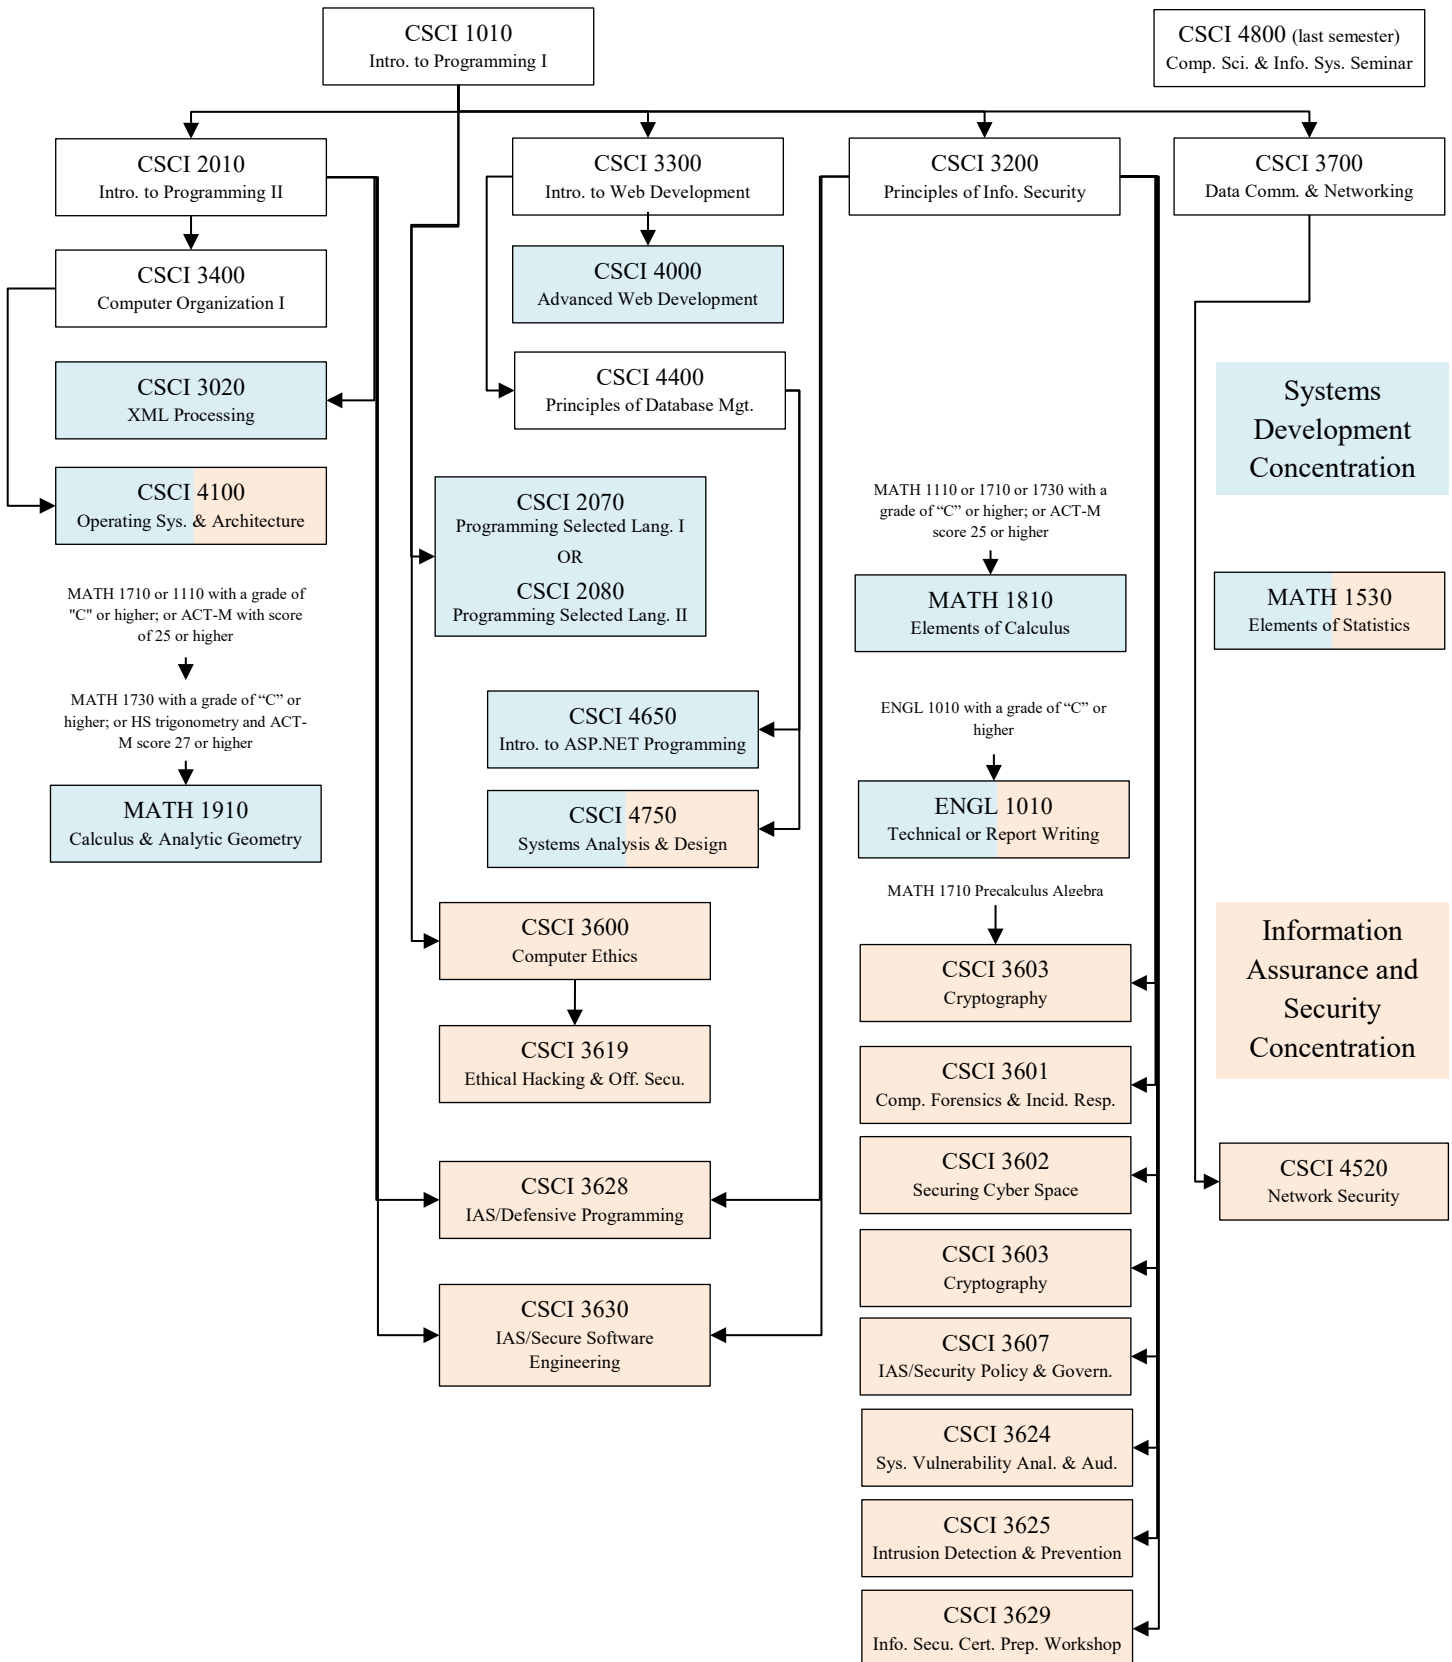 CSCI 1010
Intro. to Programming I
CSCI 4800 (last semester)
Comp. Sci. & Info. Sys. Seminar
CSCI 2010
Intro. to Programming II
CSCI 3300
Intro. to Web Development
CSCI 3200
Principles of Info. Security
CSCI 3700
Data Comm. & Networking
CSCI 3400
Computer Organization I
CSCI 4000
Advanced Web Development
CSCI 3020
XML Processing
CSCI 4400
Principles of Database Mgt.
Systems
Development
Concentration
CSCI 4100
Operating Sys. & Architecture
CSCI 2070
Programming Selected Lang. I
OR
CSCI 2080
Programming Selected Lang. II
MATH 1110 or 1710 or 1730 with a
grade of “C” or higher; or ACT-M
score 25 or higher
MATH 1810
Elements of Calculus
MATH 1530
Elements of Statistics
MATH 1710 or 1110 with a grade of
"C" or higher; or ACT-M with score
of 25 or higher
MATH 1730 with a grade of “C” or
higher; or HS trigonometry and ACT-
M score 27 or higher
MATH 1910
Calculus & Analytic Geometry
CSCI 4650
Intro. to ASP.NET Programming
CSCI 4750
Systems Analysis & Design
ENGL 1010 with a grade of “C” or
higher
ENGL 1010
Technical or Report Writing
MATH 1710 Precalculus Algebra
CSCI 3600
Computer Ethics
CSCI 3603
Cryptography
Information
Assurance and
Security
Concentration
CSCI 3619
Ethical Hacking & Off. Secu.
CSCI 3601
Comp. Forensics & Incid. Resp.
CSCI 3628
IAS/Defensive Programming
CSCI 3602
Securing Cyber Space
CSCI 4520
Network Security
CSCI 3603
Cryptography
CSCI 3630
IAS/Secure Software
Engineering
CSCI 3607
IAS/Security Policy & Govern.
CSCI 3624
Sys. Vulnerability Anal. & Aud.
CSCI 3625
Intrusion Detection & Prevention
CSCI 3629
Info. Secu. Cert. Prep. Workshop